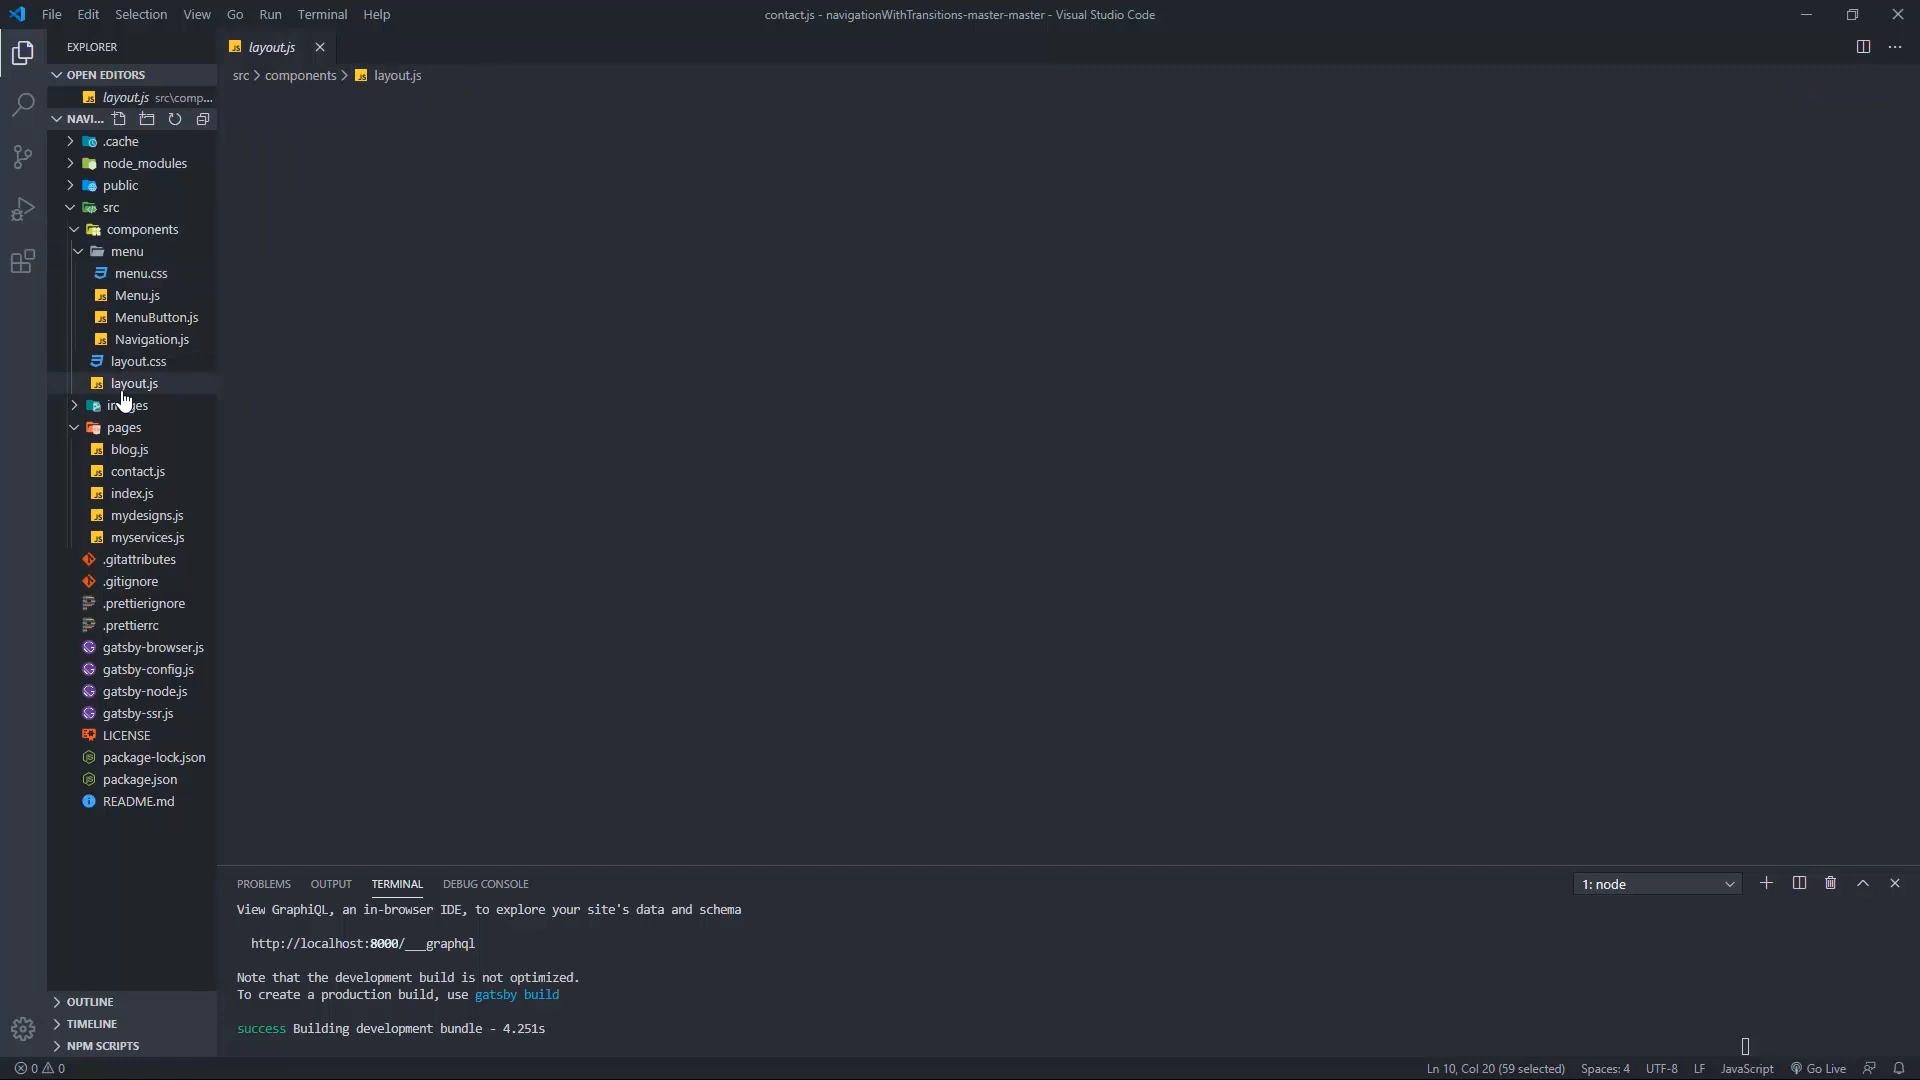 File Edit Selection View Go Run Terminal Help
contact.js - navigationWithTransitions-master-master - Visual Studio Code
EXPLORER
layout.js
OPEN EDITORS
src > components > layout.js
layout.js src\comp...
NAVI...
.cache
node_modules
public
src
components
menu
menu.css
Menu.js
MenuButton.js
Navigation.js
layout.css
layout.js
images
pages
blog.js
contact.js
index.js
mydesigns.js
myservices.js
.gitattributes
.gitignore
.prettierignore
.prettierrc
gatsby-browser.js
gatsby-config.js
gatsby-node.js
gatsby-ssr.js
LICENSE
package-lock.json
package.json
README.md
OUTLINE
TIMELINE
NPM SCRIPTS
PROBLEMS OUTPUT TERMINAL DEBUG CONSOLE
1: node
View GraphiQL, an in-browser IDE, to explore your site's data and schema
http://localhost:8000/___graphql
Note that the development build is not optimized.
To create a production build, use gatsby build
success Building development bundle - 4.251s
0 0
Ln 10, Col 20 (59 selected) Spaces: 4 UTF-8 LF JavaScript Go Live